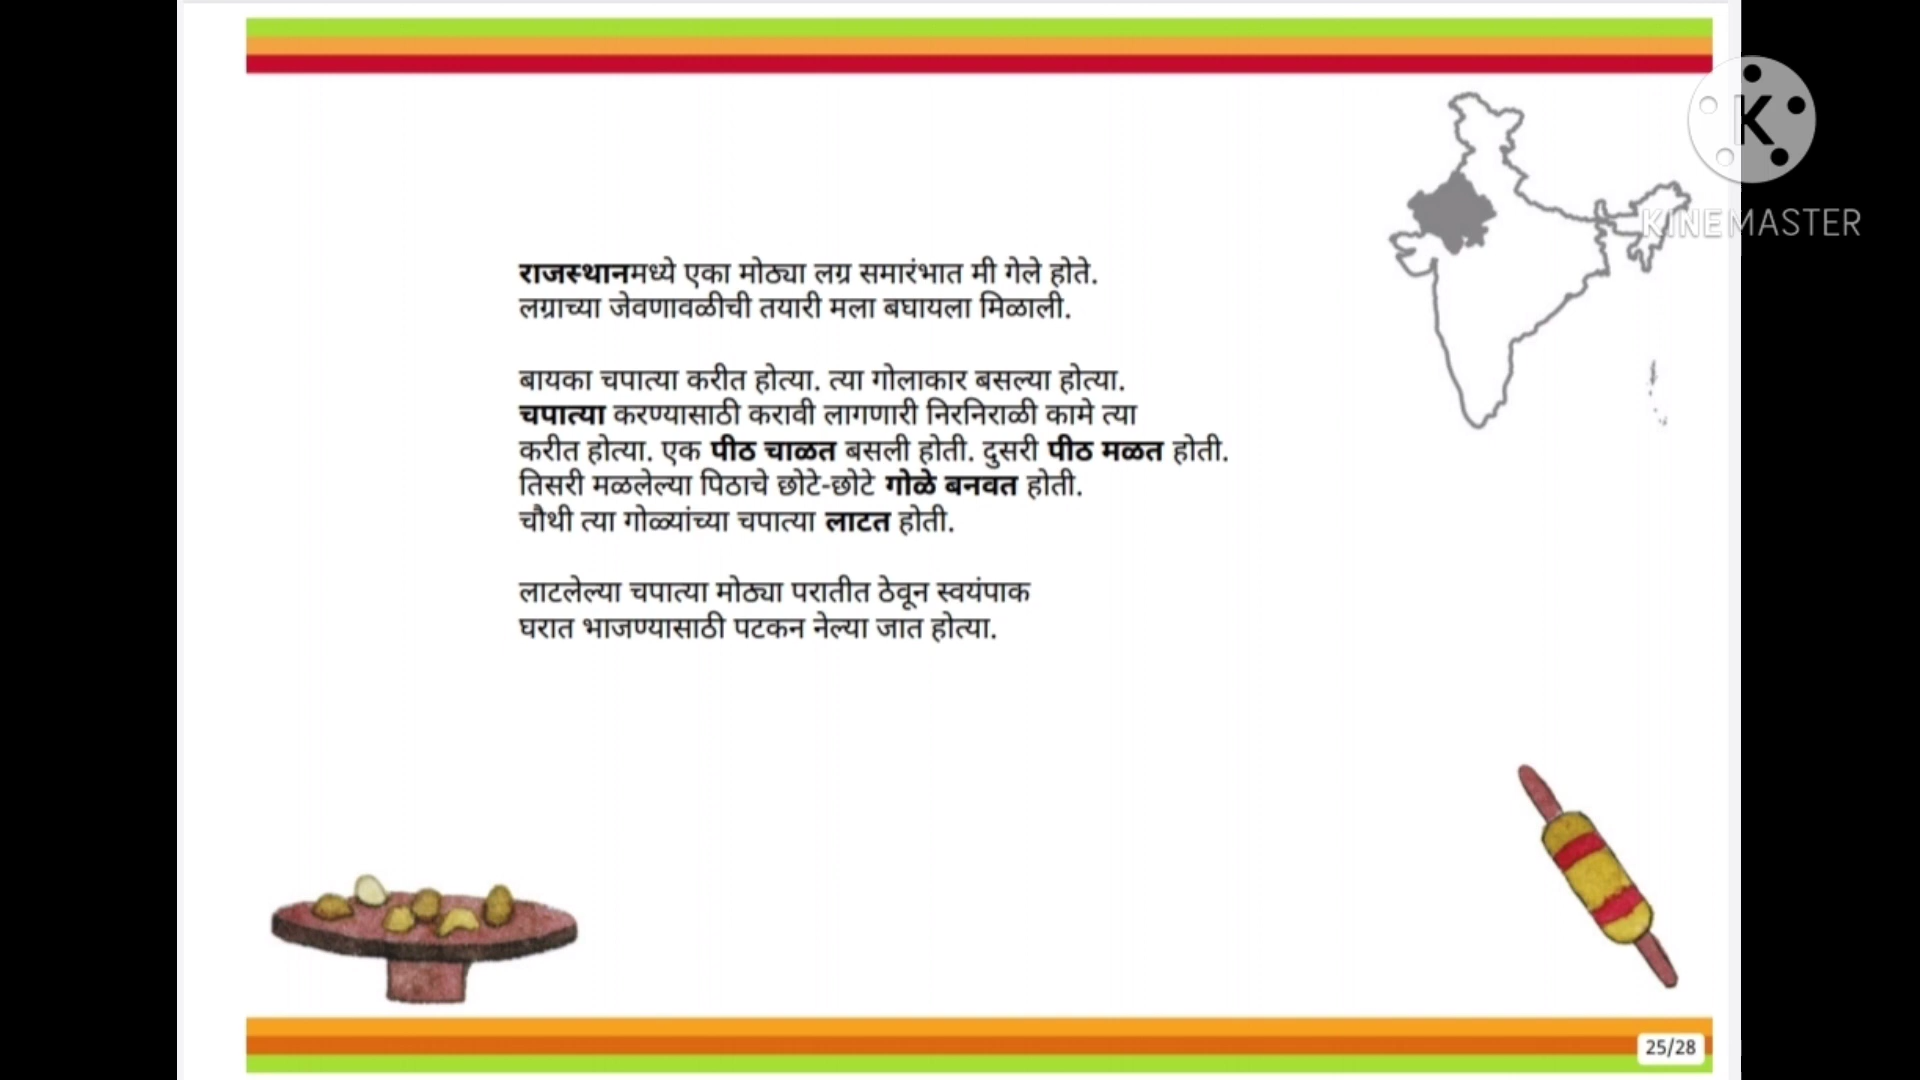 राजस्थानमध्ये एका मोठ्या लग्न समारंभात मी गेले होते.
लग्नाच्या जेवणावळीची तयारी मला बघायला मिळाली.
बायका चपात्या करीत होत्या. त्या गोलाकार बसल्या होत्या.
चपात्या करण्यासाठी करावी लागणारी निरनिराळी कामे त्या
करीत होत्या. एक पीठ चाळत बसली होती. दुसरी पीठ मळत होती.
तिसरी मळलेल्या पिठाचे छोटे-छोटे गोळे बनवत होती.
चौथी त्या गोळ्यांच्या चपात्या लाटत होती.
लाटलेल्या चपात्या मोठ्या परातीत ठेवून स्वयंपाक
घरात भाजण्यासाठी पटकन नेल्या जात होत्या.
K
KINEMASTER
25/28